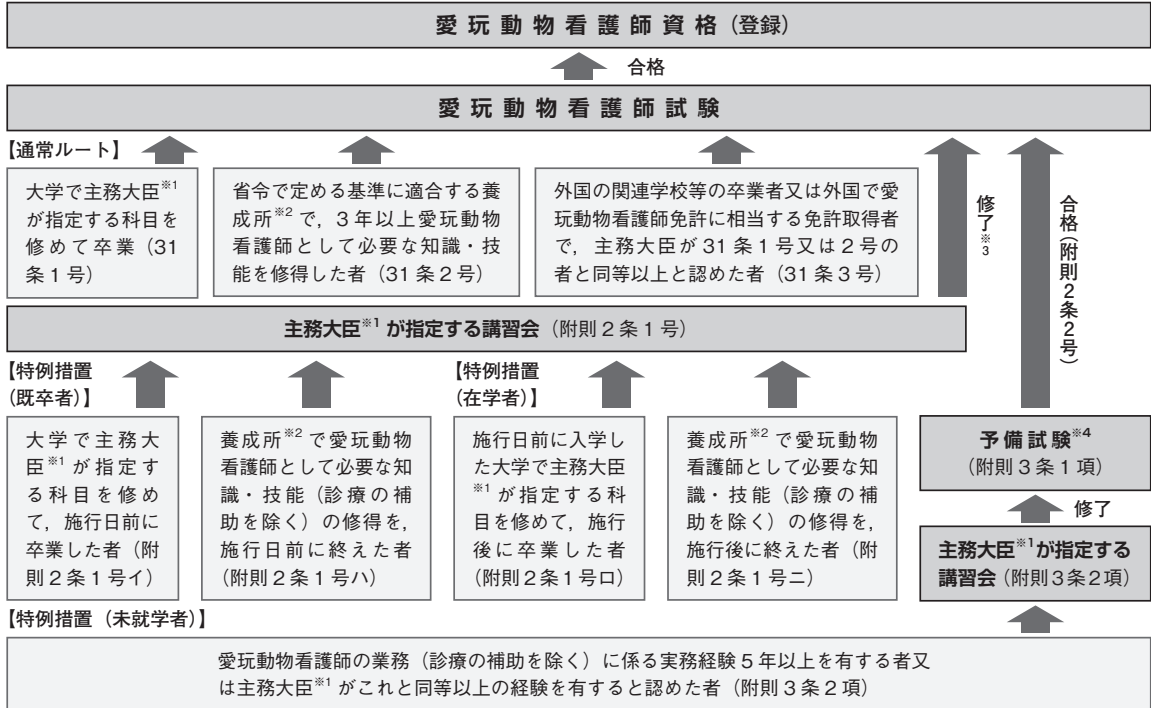 愛玩動物看護師資格（登録）
合格
愛玩動物看護師試験
【通常ルート】
大学で主務大臣※1
が指定する科目を
修めて卒業（31
条１号）
省令で定める基準に適合する養
成所※2で，３年以上愛玩動物
看護師として必要な知識・技
能を修得した者（31 条２号）
外国の関連学校等の卒業者又は外国で愛
玩動物看護師免許に相当する免許取得者
で，主務大臣が 31 条１号又は２号の
者と同等以上と認めた者（31 条３号）
修了※3
合格（附則２条２号）
主務大臣※1が指定する講習会（附則２条１号）
【特例措置
（既卒者）】
【特例措置
（在学者）】
大学で主務大
臣※1が指定す
る科目を修め
て，施行日前に
卒業した者（附
則２条１号イ）
養成所※2で愛玩動物
看護師として必要な知
識・技能（診療の補
助を除く）の修得を，
施行日前に終えた者
（附則２条１号ハ）
施行日前に入学し
た大学で主務大臣
※1が指定する科
目を修めて，施行
後に卒業した者
（附則２条１号ロ）
養成所※2で愛玩動物
看護師として必要な知
識・技能（診療の補
助を除く）の修得を，
施行後に終えた者（附
則２条１号ニ）
予備試験※4
（附則３条１項）
修了
主務大臣※1が指定する
講習会（附則３条２項）
【特例措置（未就学者）】
愛玩動物看護師の業務（診療の補助を除く）に係る実務経験５年以上を有する者又
は主務大臣※1がこれと同等以上の経験を有すると認めた者（附則３条２項）